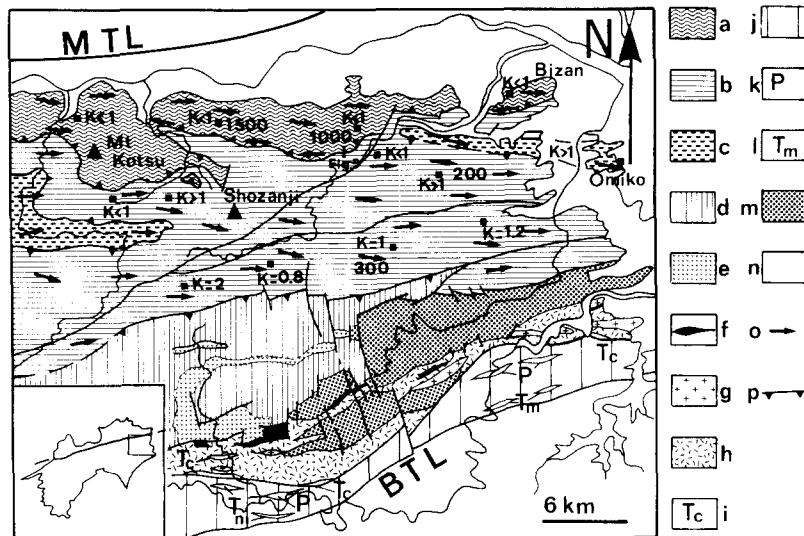 MTL
N
Bizan
K<1
K<1
Mt
Kotsu
K<1
1500
K<1
1000
K<1
K>1
Omiko
200
K>1
K<1
K>1
Shozanji
K=1
300
K=1.2
K=2
K=0.8
Tc
P
Tm
Tc
Tn
P
Tc
BTL
6 km
a
b
c
d
e
f
g
h
Tc i
j
k P
l Tm
m
n
o
p